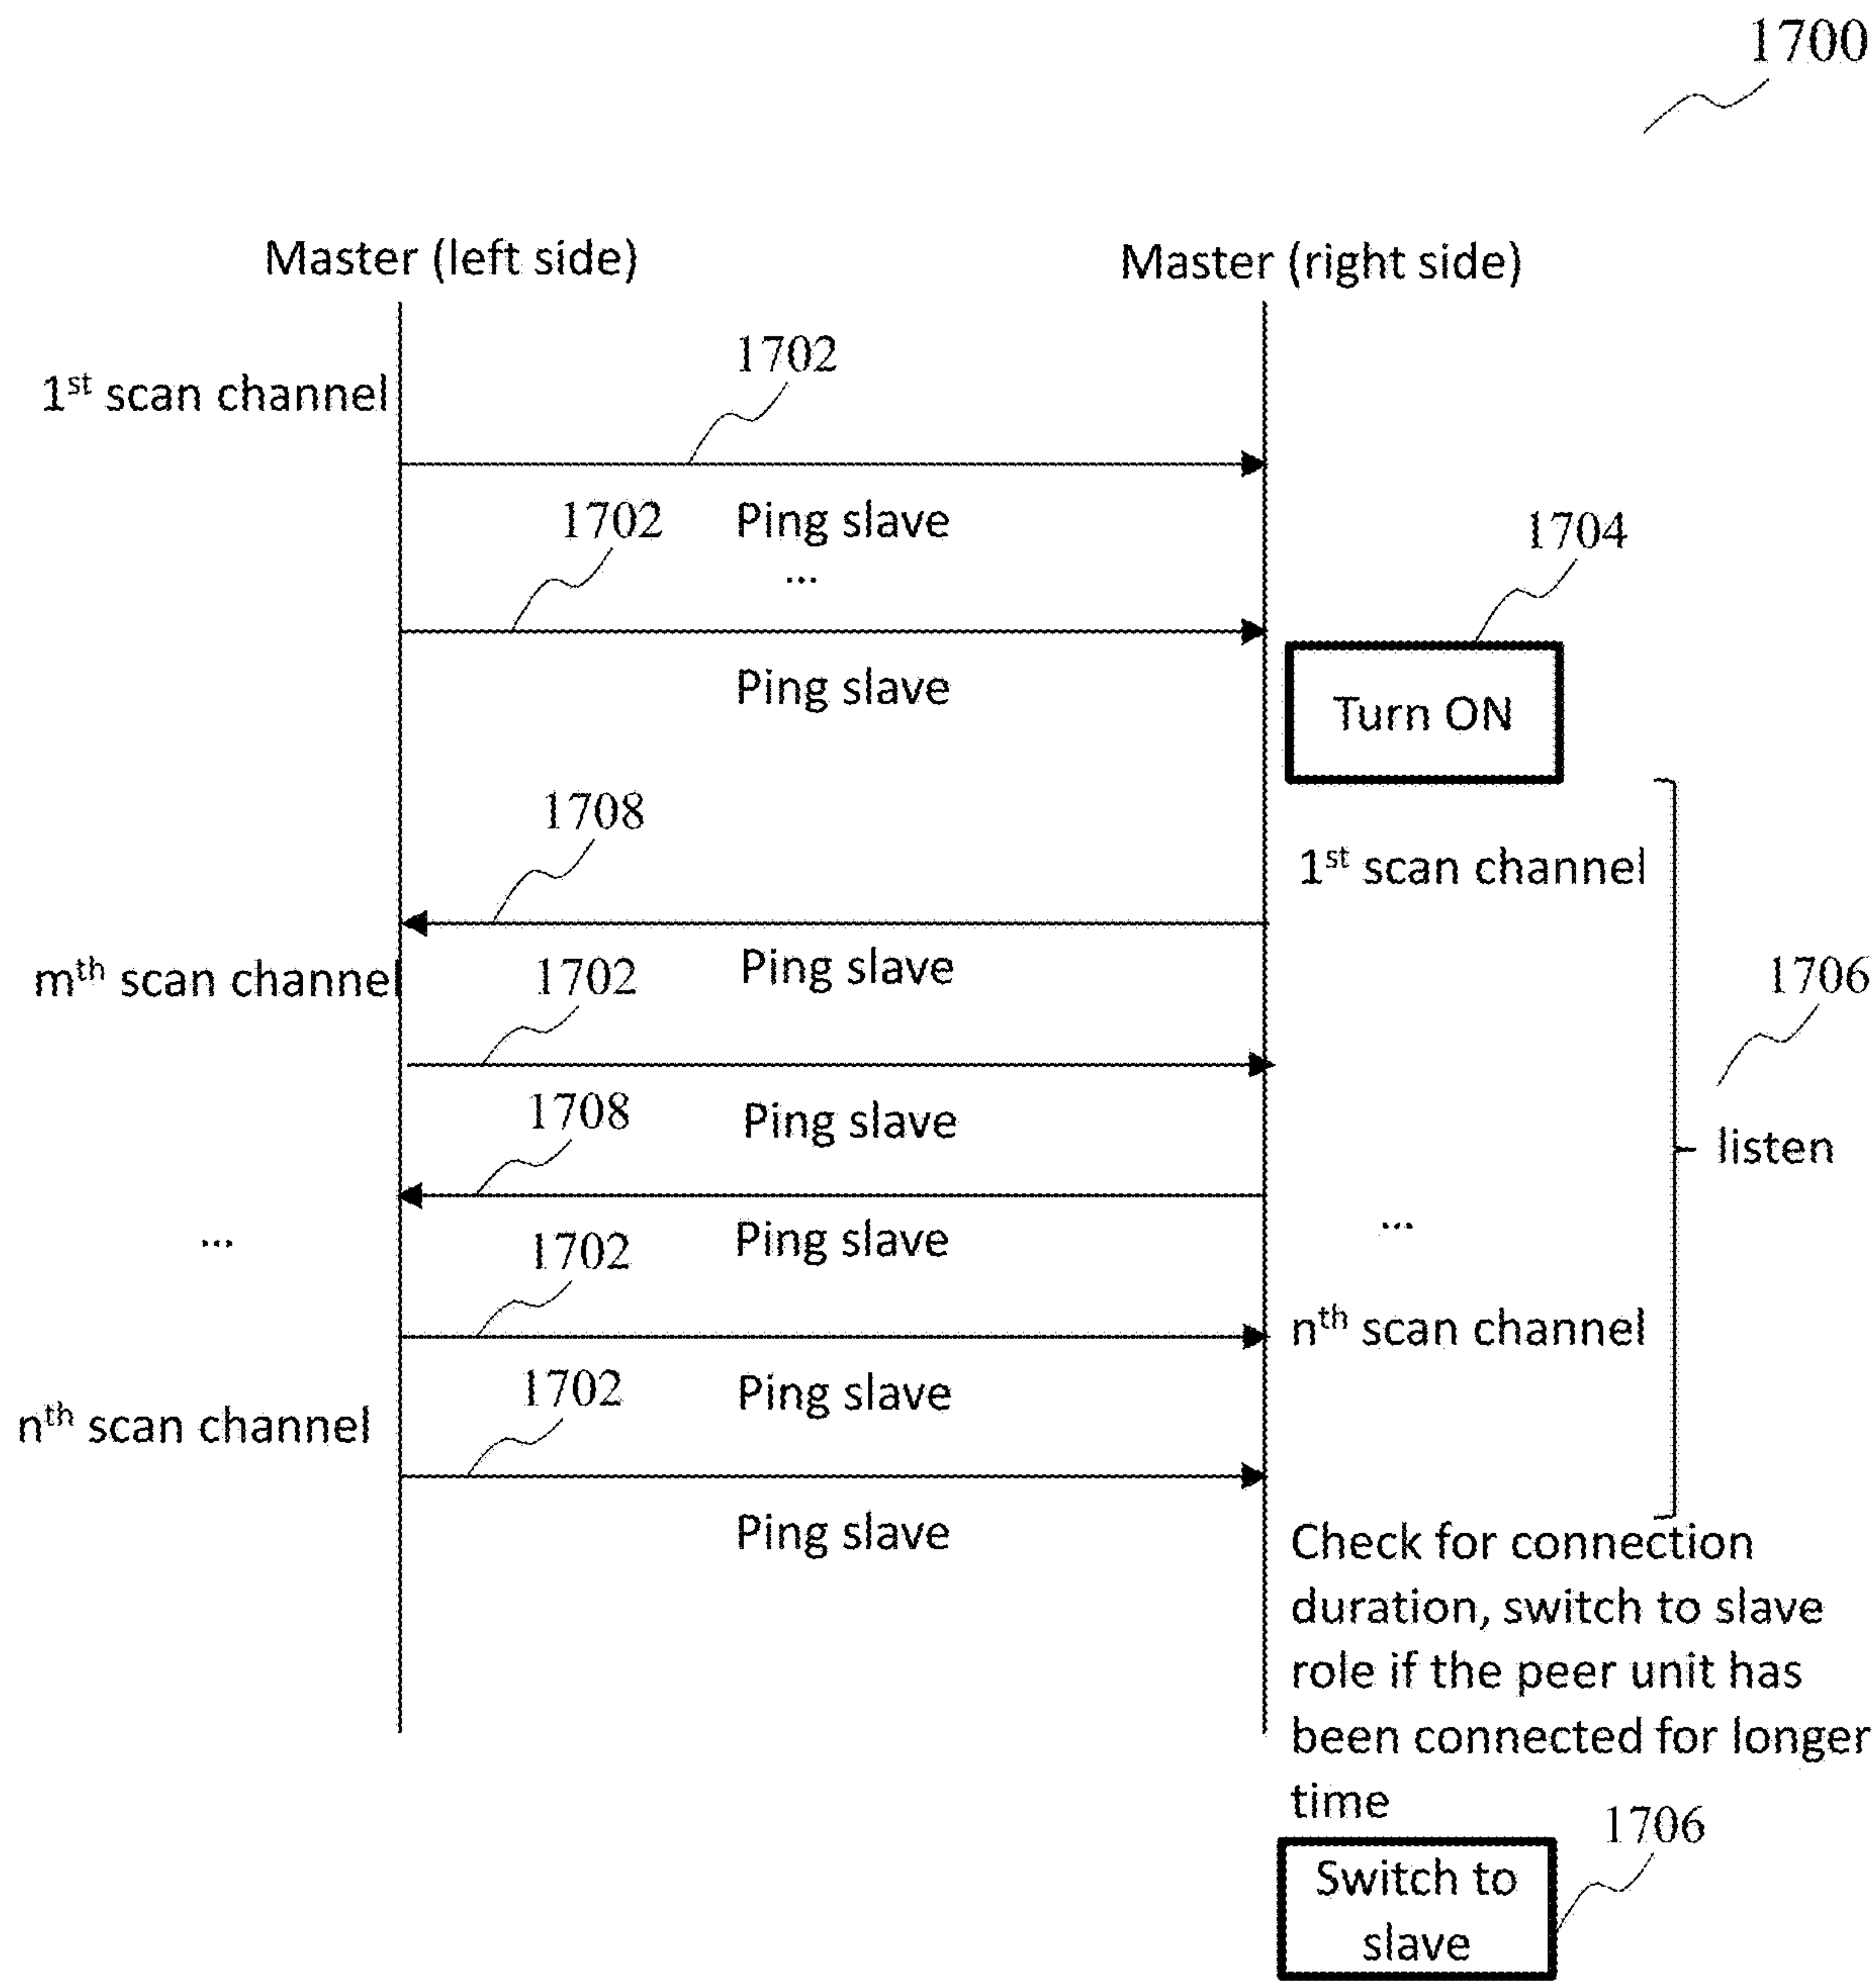 1700
Master (left side)
Master (right side)
1702
1st scan channel
1702
Ping slave
1704
...
Ping slave
Turn ON
1708
1st scan channel
Ping slave
1702
mth scan channel
1706
1708
Ping slave
listen
...
Ping slave
...
1702
nth scan channel
1702
Ping slave
nth scan channel
Ping slave
Check for connection
duration, switch to slave
role if the peer unit has
been connected for longer
time
1706
Switch to
slave